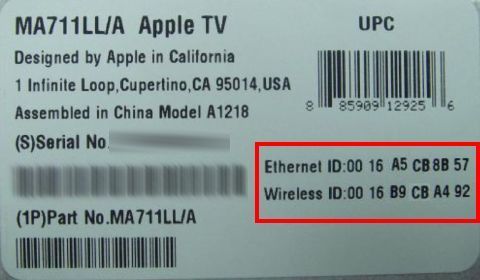 MA711LL/A Apple TV
Designed by Apple in California
1 Infinite Loop,Cupertino,CA 95014,USA
Assembled in China Model A1218
(S)Serial No.
(1P)Part No.MA711LL/A
UPC
8 85909 12925 6
Ethernet ID:00 16 A5 CB 8B 57
Wireless ID:00 16 B9 CB A4 92